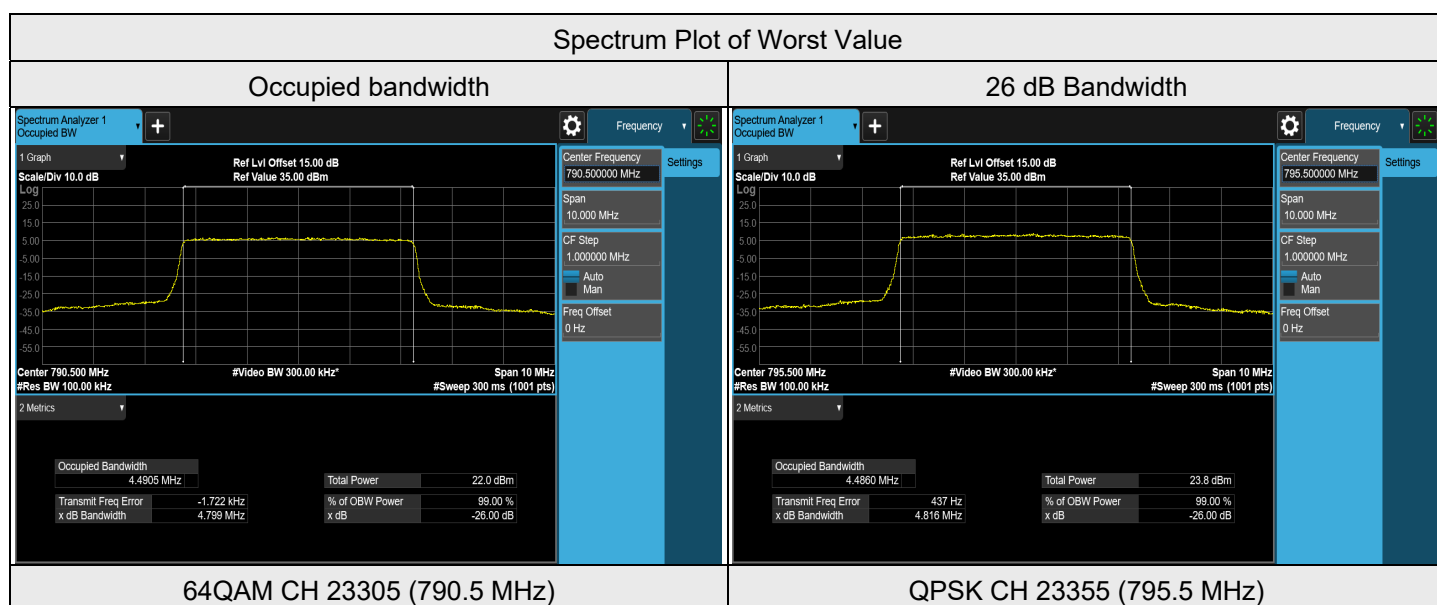 Spectrum Plot of Worst Value
Occupied bandwidth
26 dB Bandwidth
Spectrum Analyzer 1
Occupied BW
+
Frequency
1 Graph
Ref Lvl Offset 15.00 dB
Scale/Div 10.0 dB
Ref Value 35.00 dBm
Log
25.0
15.0
5.00
-5.00
-15.0
-25.0
-35.0
-45.0
-55.0
Center 790.500 MHz
#Video BW 300.00 kHz*
Span 10 MHz
#Res BW 100.00 kHz
#Sweep 300 ms (1001 pts)
Center Frequency
790.500000 MHz
Settings
Span
10.000 MHz
CF Step
1.000000 MHz
Auto
Man
Freq Offset
0 Hz
2 Metrics
Occupied Bandwidth
4.4905 MHz
Total Power 22.0 dBm
Transmit Freq Error -1.722 kHz
% of OBW Power 99.00 %
x dB Bandwidth 4.799 MHz
x dB -26.00 dB
Spectrum Analyzer 1
Occupied BW
+
Frequency
1 Graph
Ref Lvl Offset 15.00 dB
Scale/Div 10.0 dB
Ref Value 35.00 dBm
Log
25.0
15.0
5.00
-5.00
-15.0
-25.0
-35.0
-45.0
-55.0
Center 795.500 MHz
#Video BW 300.00 kHz*
Span 10 MHz
#Res BW 100.00 kHz
#Sweep 300 ms (1001 pts)
Center Frequency
795.500000 MHz
Settings
Span
10.000 MHz
CF Step
1.000000 MHz
Auto
Man
Freq Offset
0 Hz
2 Metrics
Occupied Bandwidth
4.4860 MHz
Total Power 23.8 dBm
Transmit Freq Error 437 Hz
% of OBW Power 99.00 %
x dB Bandwidth 4.816 MHz
x dB -26.00 dB
64QAM CH 23305 (790.5 MHz)
QPSK CH 23355 (795.5 MHz)